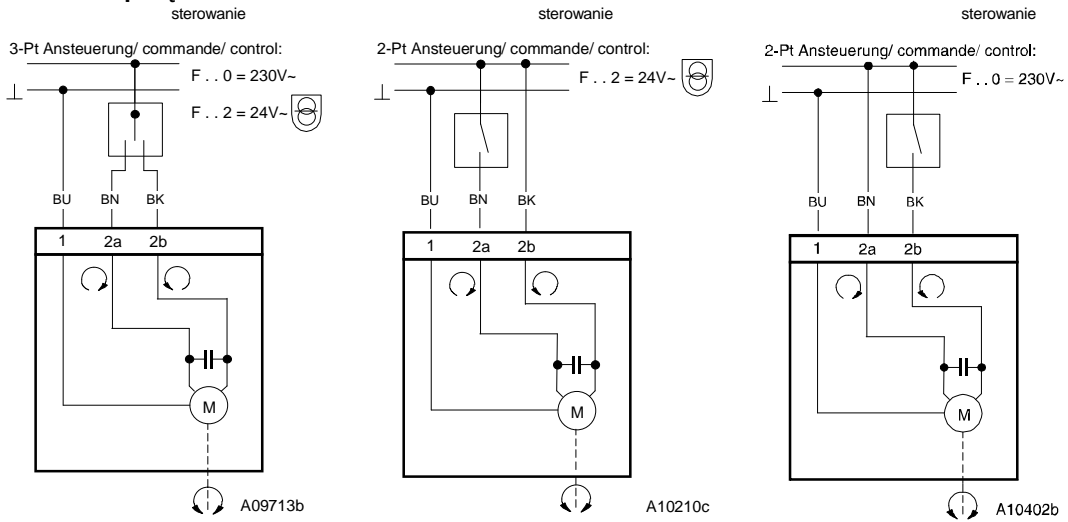 sterowanie
3-Pt Ansteuerung/ commande/ control:
F . . 0 = 230V~
⊥
F . . 2 = 24V~
BU BN BK
1 2a 2b
M
A09713b
sterowanie
2-Pt Ansteuerung/ commande/ control:
F . . 2 = 24V~
⊥
BU BN BK
1 2a 2b
M
A10210c
sterowanie
2-Pt Ansteuerung/ commande/ control:
F . . 0 = 230V~
⊥
BU BN BK
1 2a 2b
M
A10402b